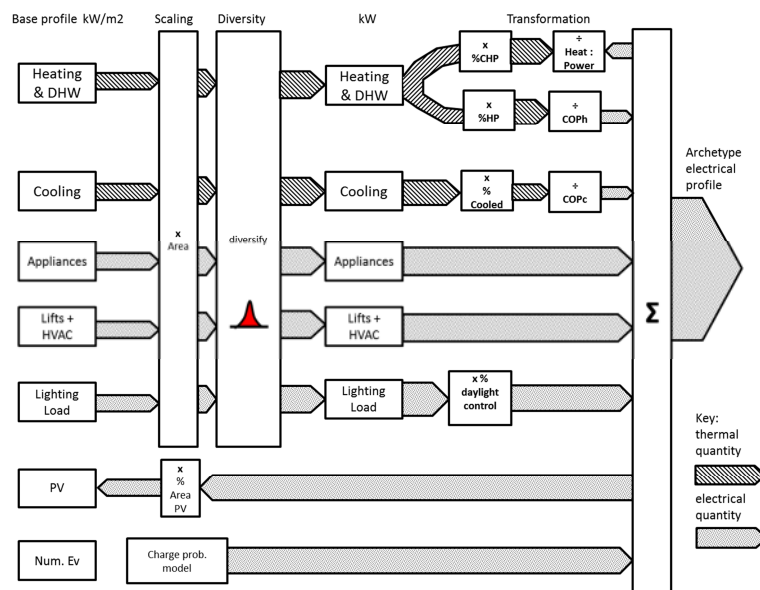 Base profile kW/m2
Scaling
Diversity
kW
Transformation
Heating
& DHW
Heating
& DHW
x
%CHP
÷
Heat :
Power
x
%HP
÷
COPh
Cooling
Cooling
x
%
Cooled
÷
COPc
Archetype
electrical
profile
x
Area
diversify
Appliances
Appliances
Lifts +
HVAC
Lifts +
HVAC
Σ
Lighting
Load
Lighting
Load
x %
daylight
control
Key:
thermal
quantity
electrical
quantity
PV
x
%
Area
PV
Num. Ev
Charge prob.
model